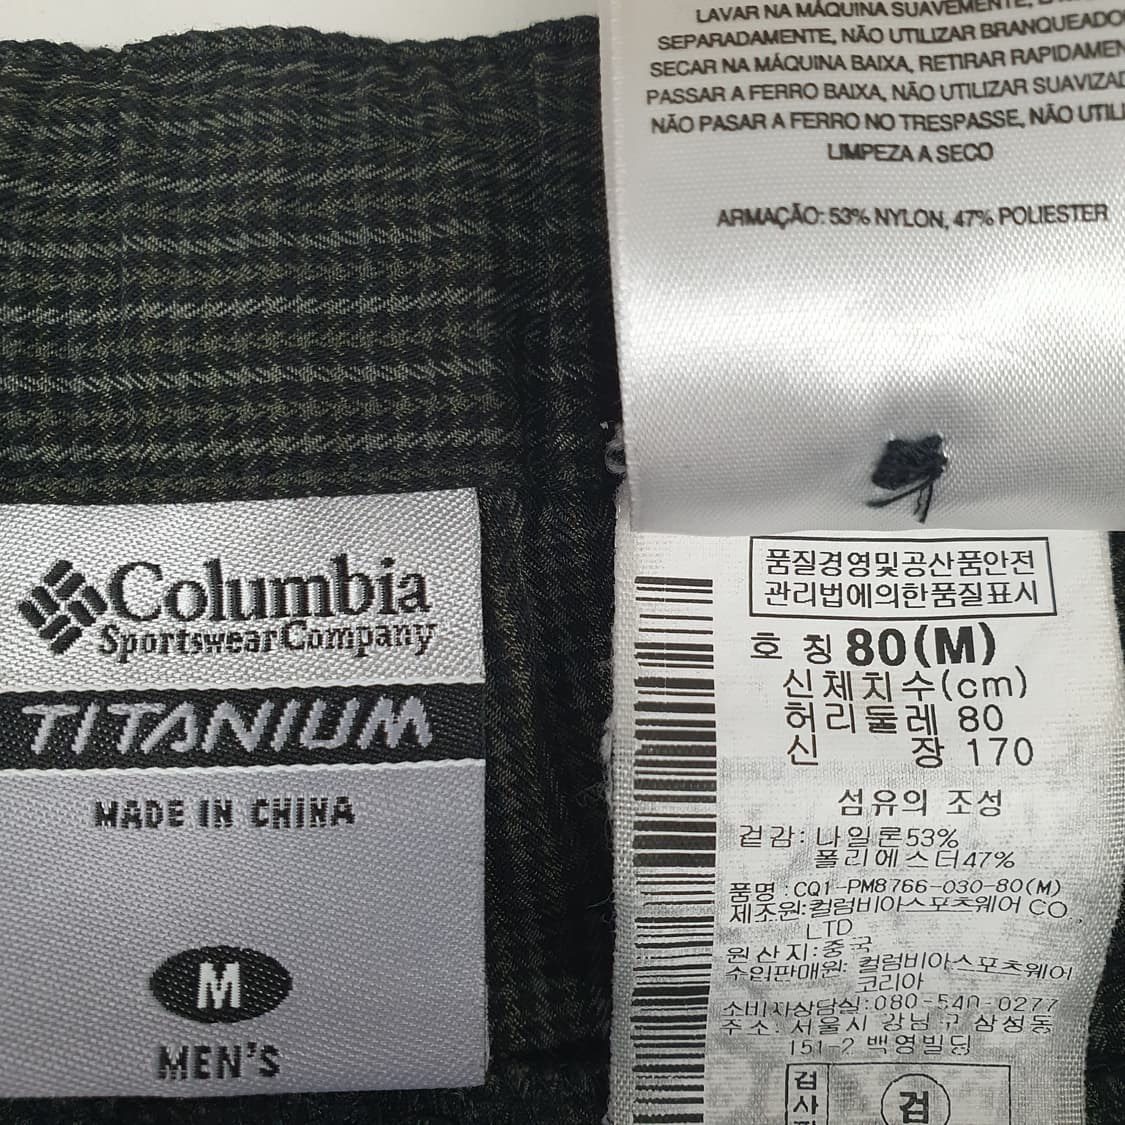 LAVAR NA MÁQUINA SUAVEMENTE,
SEPARADAMENTE, NÃO UTILIZAR BRANQUEADO
SECAR NA MÁQUINA BAIXA, RETIRAR RAPIDAMEN
PASSAR A FERRO BAIXA, NÃO UTILIZAR SUAVIZAD
NÃO PASAR A FERRO NO TRESPASSE, NÃO UTILI
LIMPEZA A SECO
ARMAÇÃO: 53% NYLON, 47% POLIESTER
Columbia
Sportswear Company
TITANIUM
MADE IN CHINA
M
MEN'S
품질경영및공산품안전
관리법에의한품질표시
호 칭 80(M)
신체치수(cm)
허리둘레 80
신 장 170
섬유의 조성
겉감: 나일론53%
폴리에스터47%
품명 : CQ1-PM8766-030-80(M)
제조원:컬럼비아스포츠웨어 CO.,
LTD
원산지:중국
수입판매원: 컬럼비아스포츠웨어
코리아
소비자상담실:080-540-0277
주소: 서울시 강남구 삼성동
151-2 백영빌딩
검
사
검